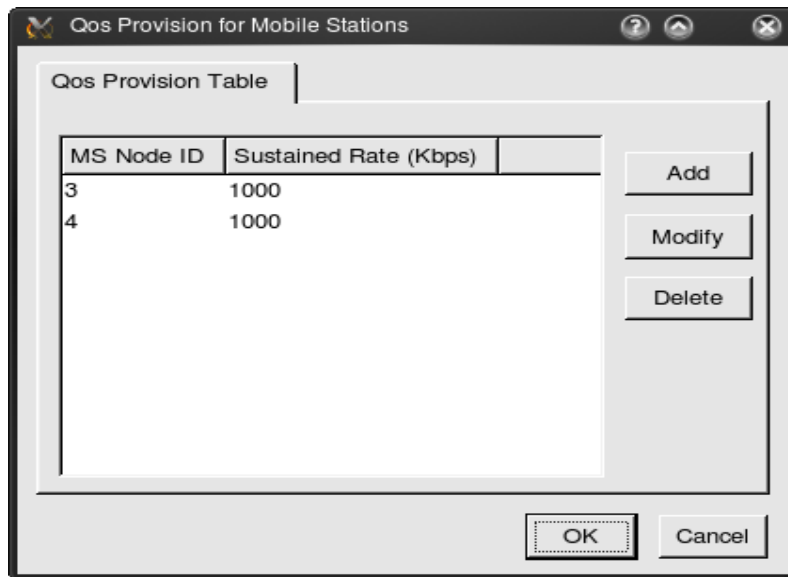 Qos Provision for Mobile Stations
Qos Provision Table
MS Node ID Sustained Rate (Kbps)
3 1000
4 1000
Add
Modify
Delete
OK Cancel